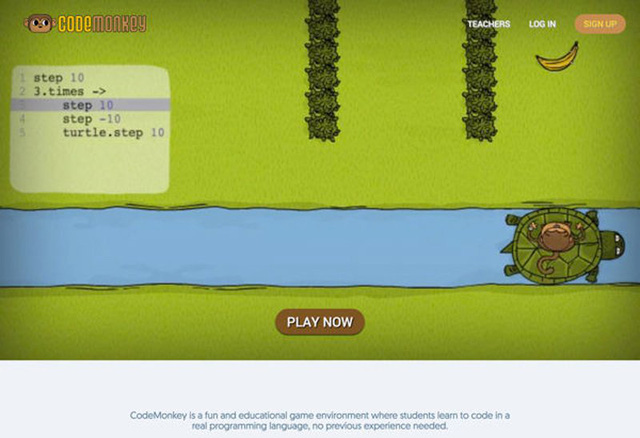 CODEMONKEY
TEACHERS LOG IN SIGN UP
1 step 10
2 3.times ->
3 step 10
4 step -10
5 turtle.step 10
PLAY NOW
CodeMonkey is a fun and educational game environment where students learn to code in a
real programming language, no previous experience needed.